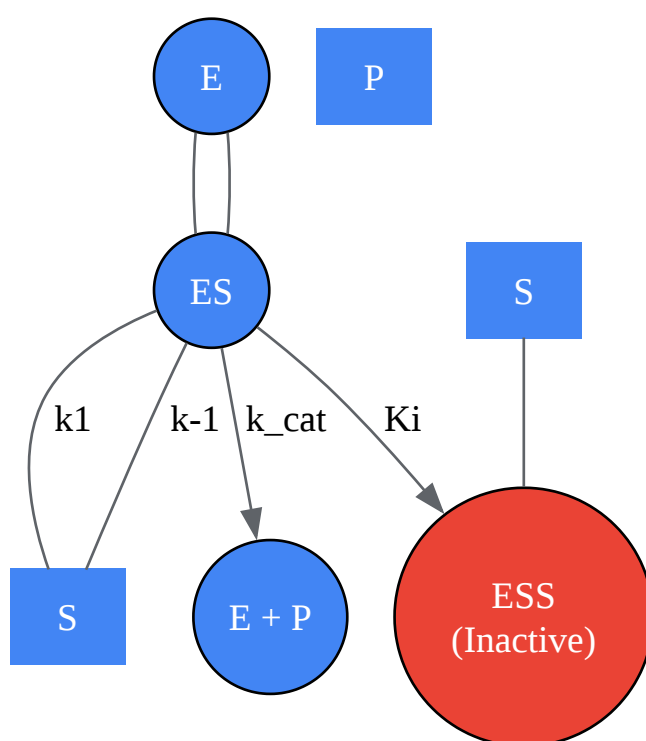 E
P
ES
S
k1
k-1
k_cat
Ki
S
E + P
ESS
(Inactive)